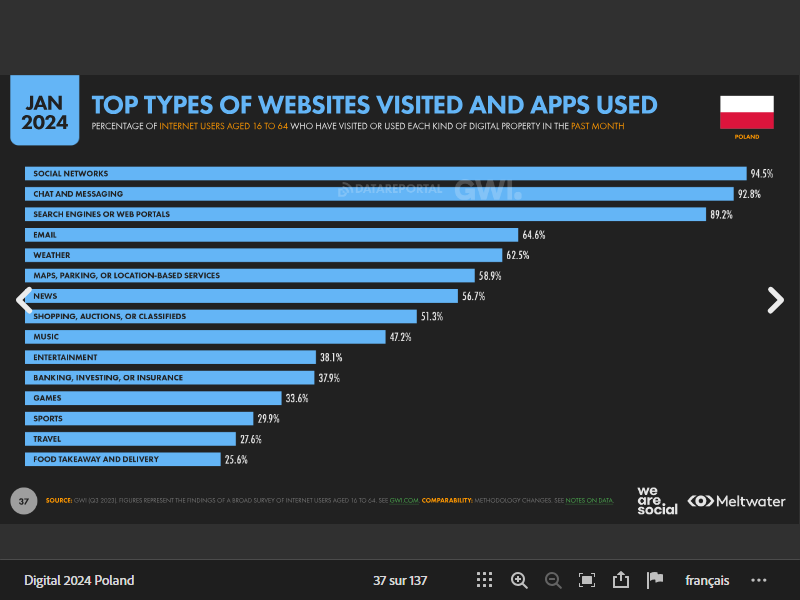 JAN
2024
TOP TYPES OF WEBSITES VISITED AND APPS USED
PERCENTAGE OF INTERNET USERS AGED 16 TO 64 WHO HAVE VISITED OR USED EACH KIND OF DIGITAL PROPERTY IN THE PAST MONTH
POLAND
SOCIAL NETWORKS 94.5%
CHAT AND MESSAGING 92.8%
DATAREPORTAL GWI.
SEARCH ENGINES OR WEB PORTALS 89.2%
EMAIL 64.6%
WEATHER 62.5%
MAPS, PARKING, OR LOCATION-BASED SERVICES 58.9%
NEWS 56.7%
SHOPPING, AUCTIONS, OR CLASSIFIEDS 51.3%
MUSIC 47.2%
ENTERTAINMENT 38.1%
BANKING, INVESTING, OR INSURANCE 37.9%
GAMES 33.6%
SPORTS 29.9%
TRAVEL 27.6%
FOOD TAKEAWAY AND DELIVERY 25.6%
37
SOURCE: GWI (Q3 2023). FIGURES REPRESENT THE FINDINGS OF A BROAD SURVEY OF INTERNET USERS AGED 16 TO 64. SEE GWI.COM. COMPARABILITY: METHODOLOGY CHANGES. SEE NOTES ON DATA.
we
are.
social
Meltwater
Digital 2024 Poland
37 sur 137
français